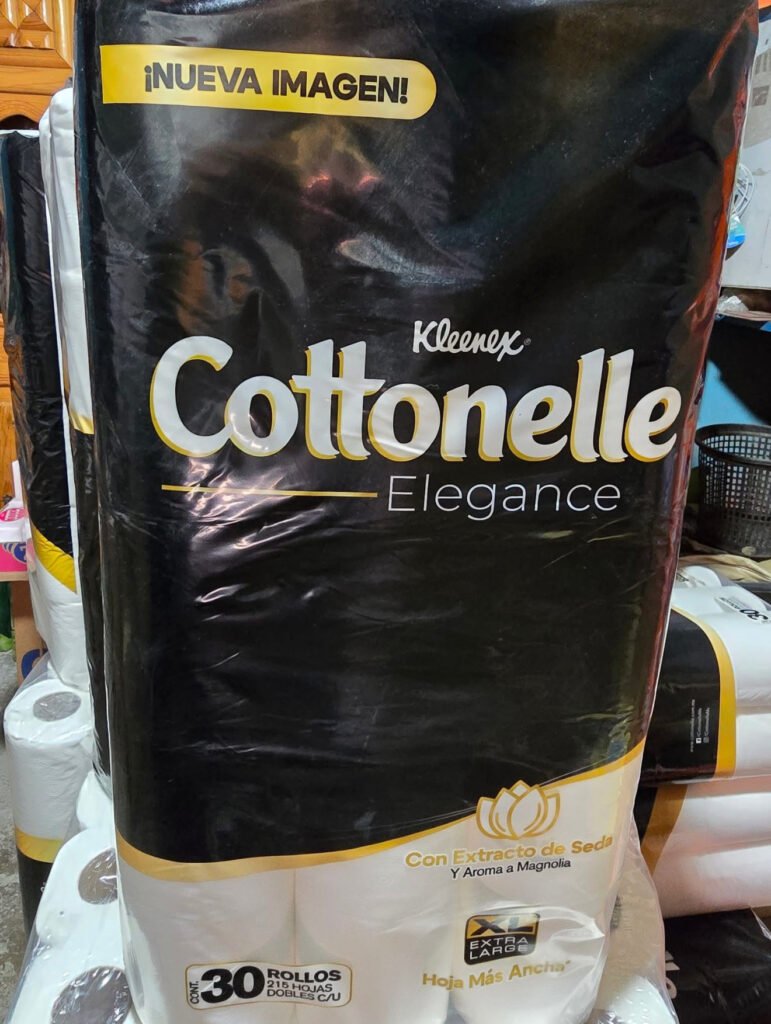 ¡NUEVA IMAGEN!
Kleenex®
Cottonelle
Elegance
Con Extracto de Seda
Y Aroma a Magnolia
XL
EXTRA
LARGE
Hoja Más Ancha*
CONT. 30 ROLLOS
215 HOJAS
DOBLES C/U
30